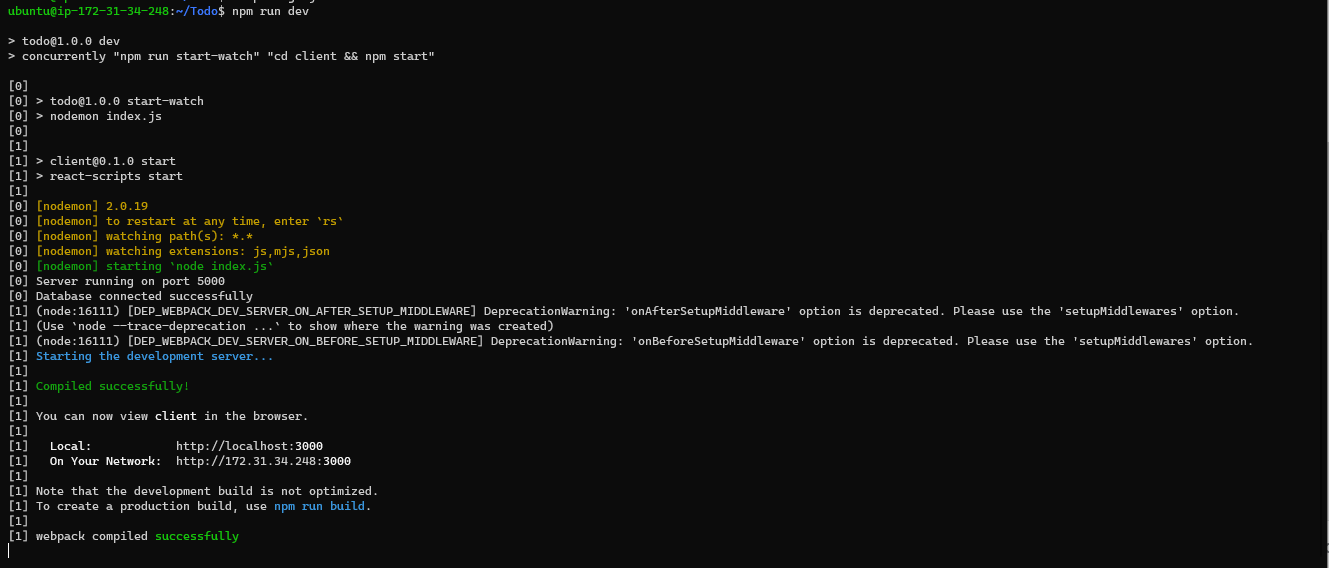 ubuntu@ip-172-31-34-248:~/Todo$ npm run dev
> todo@1.0.0 dev
> concurrently "npm run start-watch" "cd client && npm start"
[0]
[0] > todo@1.0.0 start-watch
[0] > nodemon index.js
[0]
[1]
[1] > client@0.1.0 start
[1] > react-scripts start
[1]
[0] [nodemon] 2.0.19
[0] [nodemon] to restart at any time, enter `rs`
[0] [nodemon] watching path(s): *.*
[0] [nodemon] watching extensions: js,mjs,json
[0] [nodemon] starting `node index.js`
[0] Server running on port 5000
[0] Database connected successfully
[1] (node:16111) [DEP_WEBPACK_DEV_SERVER_ON_AFTER_SETUP_MIDDLEWARE] DeprecationWarning: 'onAfterSetupMiddleware' option is deprecated. Please use the 'setupMiddlewares' option.
[1] (Use `node --trace-deprecation ...` to show where the warning was created)
[1] (node:16111) [DEP_WEBPACK_DEV_SERVER_ON_BEFORE_SETUP_MIDDLEWARE] DeprecationWarning: 'onBeforeSetupMiddleware' option is deprecated. Please use the 'setupMiddlewares' option.
[1] Starting the development server...
[1]
[1] Compiled successfully!
[1]
[1] You can now view client in the browser.
[1]
[1]   Local:            http://localhost:3000
[1]   On Your Network:  http://172.31.34.248:3000
[1]
[1] Note that the development build is not optimized.
[1] To create a production build, use npm run build.
[1]
[1] webpack compiled successfully